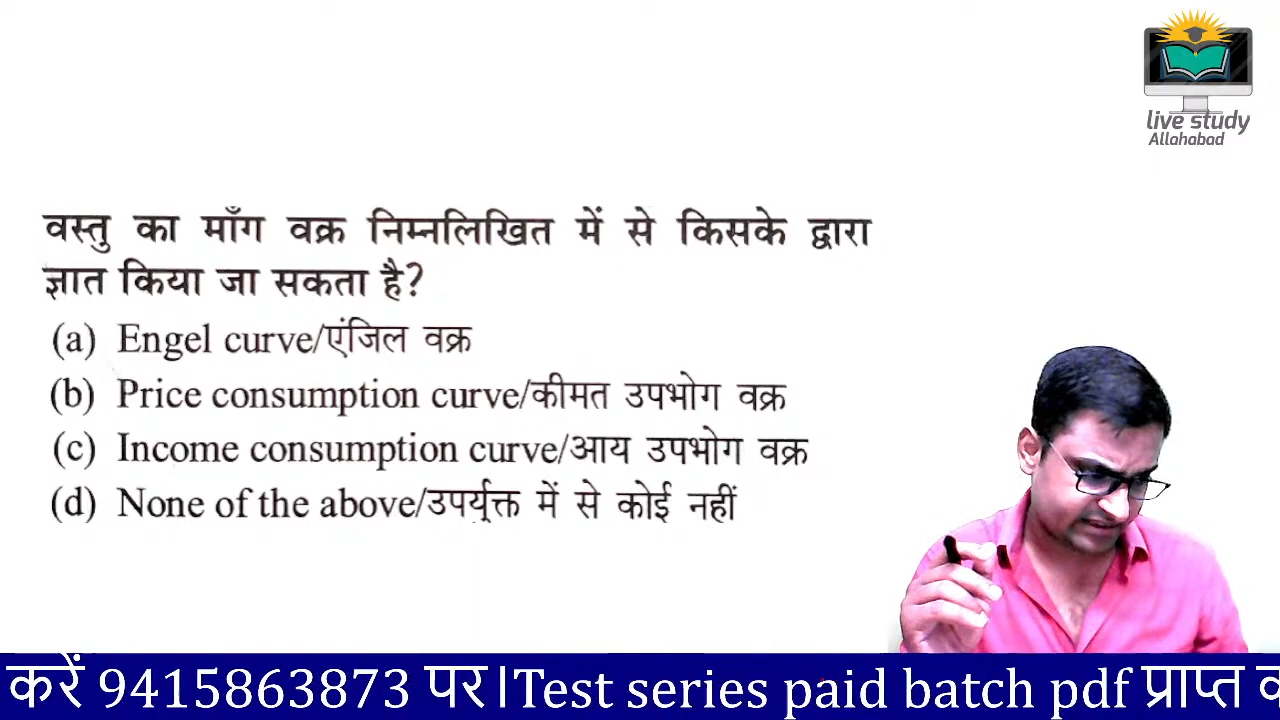 live study
Allahabad
वस्तु का माँग वक्र निम्नलिखित में से किसके द्वारा
ज्ञात किया जा सकता है?
(a) Engel curve/एंजिल वक्र
(b) Price consumption curve/कीमत उपभोग वक्र
(c) Income consumption curve/आय उपभोग वक्र
(d) None of the above/उपर्युक्त में से कोई नहीं
करें 9415863873 पर।Test series paid batch pdf प्राप्त